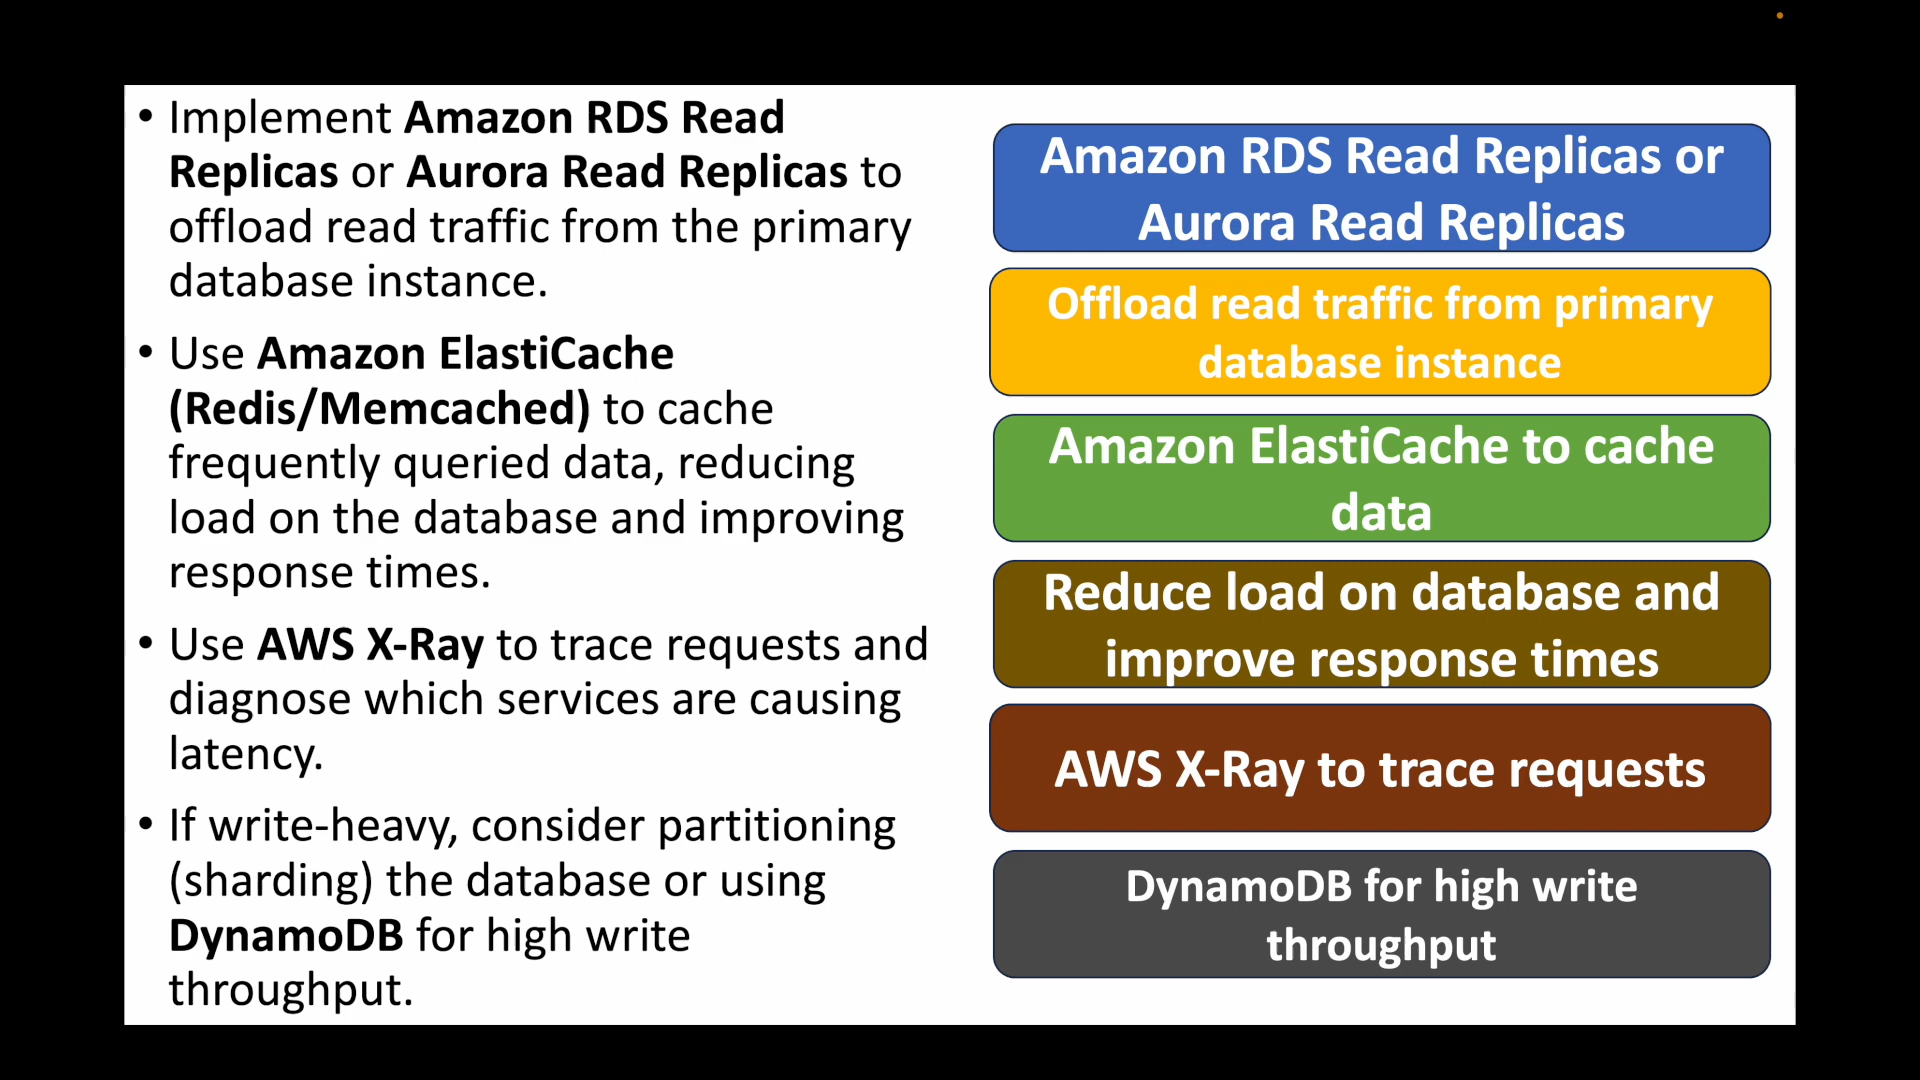 • Implement Amazon RDS Read
Replicas or Aurora Read Replicas to
offload read traffic from the primary
database instance.
• Use Amazon ElastiCache
(Redis/Memcached) to cache
frequently queried data, reducing
load on the database and improving
response times.
• Use AWS X-Ray to trace requests and
diagnose which services are causing
latency.
• If write-heavy, consider partitioning
(sharding) the database or using
DynamoDB for high write
throughput.
Amazon RDS Read Replicas or
Aurora Read Replicas
Offload read traffic from primary
database instance
Amazon ElastiCache to cache
data
Reduce load on database and
improve response times
AWS X-Ray to trace requests
DynamoDB for high write
throughput